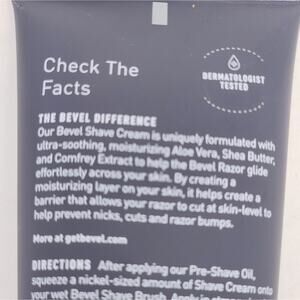 Check The
Facts
DERMATOLOGIST
TESTED
THE BEVEL DIFFERENCE
Our Bevel Shave Cream is uniquely formulated with
ultra-soothing, moisturizing Aloe Vera, Shea Butter,
and Comfrey Extract to help the Bevel Razor glide
effortlessly across your skin. By creating a
moisturizing layer on your skin, it helps create a
barrier that allows your razor to cut at skin-level to
help prevent nicks, cuts and razor bumps.
More at getbevel.com
DIRECTIONS After applying our Pre-Shave Oil,
squeeze a nickel-sized amount of Shave Cream onto
your wet Bevel Shave Brush.